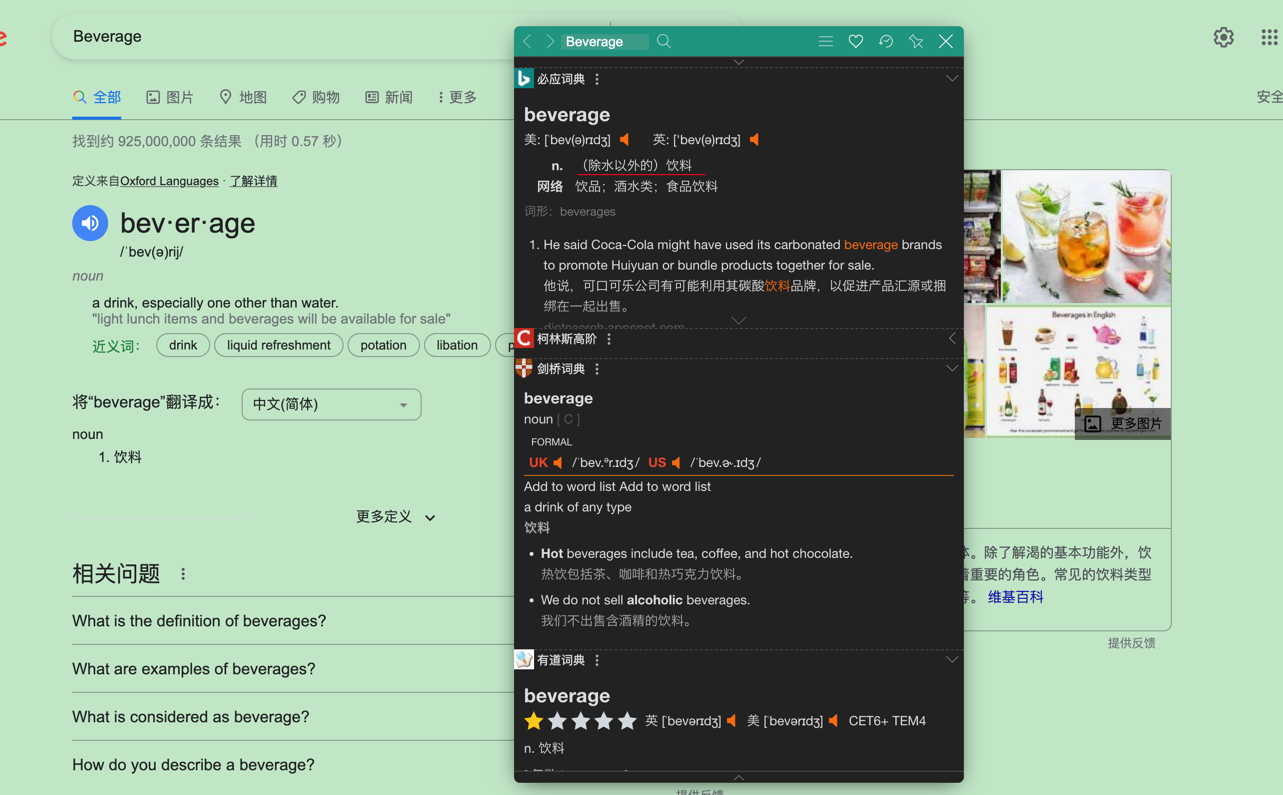 Beverage
全部
图片
地图
购物
新闻
更多
安全
找到约 925,000,000 条结果 （用时 0.57 秒）
定义来自Oxford Languages · 了解详情
bev·er·age
/ˈbev(ə)rij/
noun
a drink, especially one other than water.
"light lunch items and beverages will be available for sale"
近义词：
drink
liquid refreshment
potation
libation
将“beverage”翻译成：
中文(简体)
noun
1. 饮料
更多定义
相关问题
What is the definition of beverages?
What are examples of beverages?
What is considered as beverage?
How do you describe a beverage?
Beverage
必应词典
beverage
美: [ˈbev(ə)rɪdʒ] 英: [ˈbev(ə)rɪdʒ]
n. （除水以外的）饮料
网络 饮品；酒水类；食品饮料
词形： beverages
1. He said Coca-Cola might have used its carbonated beverage brands
to promote Huiyuan or bundle products together for sale.
他说，可口可乐公司有可能利用其碳酸饮料品牌，以促进产品汇源或捆
绑在一起出售。
dictsearch.appspot.com
柯林斯高阶
剑桥词典
beverage
noun [ C ]
FORMAL
UK /ˈbev.ᵊr.ɪdʒ/ US /ˈbev.ɚ.ɪdʒ/
Add to word list Add to word list
a drink of any type
饮料
• Hot beverages include tea, coffee, and hot chocolate.
热饮包括茶、咖啡和热巧克力饮料。
• We do not sell alcoholic beverages.
我们不出售含酒精的饮料。
有道词典
beverage
英 [ˈbevərɪdʒ] 美 [ˈbevərɪdʒ] CET6+ TEM4
n. 饮料
Beverages in English
更多图片
。除了解渴的基本功能外，饮
重要的角色。常见的饮料类型
等。 维基百科
提供反馈
提供反馈